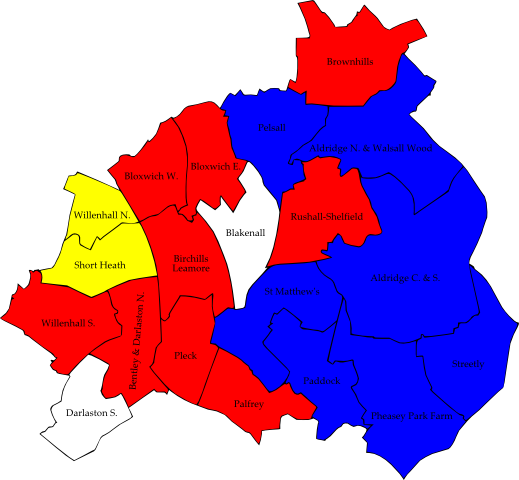 Brownhills
Pelsall
Aldridge N. & Walsall Wood
Bloxwich E.
Bloxwich W.
Willenhall N.
Rushall-Shelfield
Blakenall
Short Heath
Birchills
Leamore
Aldridge C. & S.
St Matthew's
Willenhall S.
Bentley & Darlaston N.
Pleck
Streetly
Paddock
Palfrey
Darlaston S.
Pheasey Park Farm